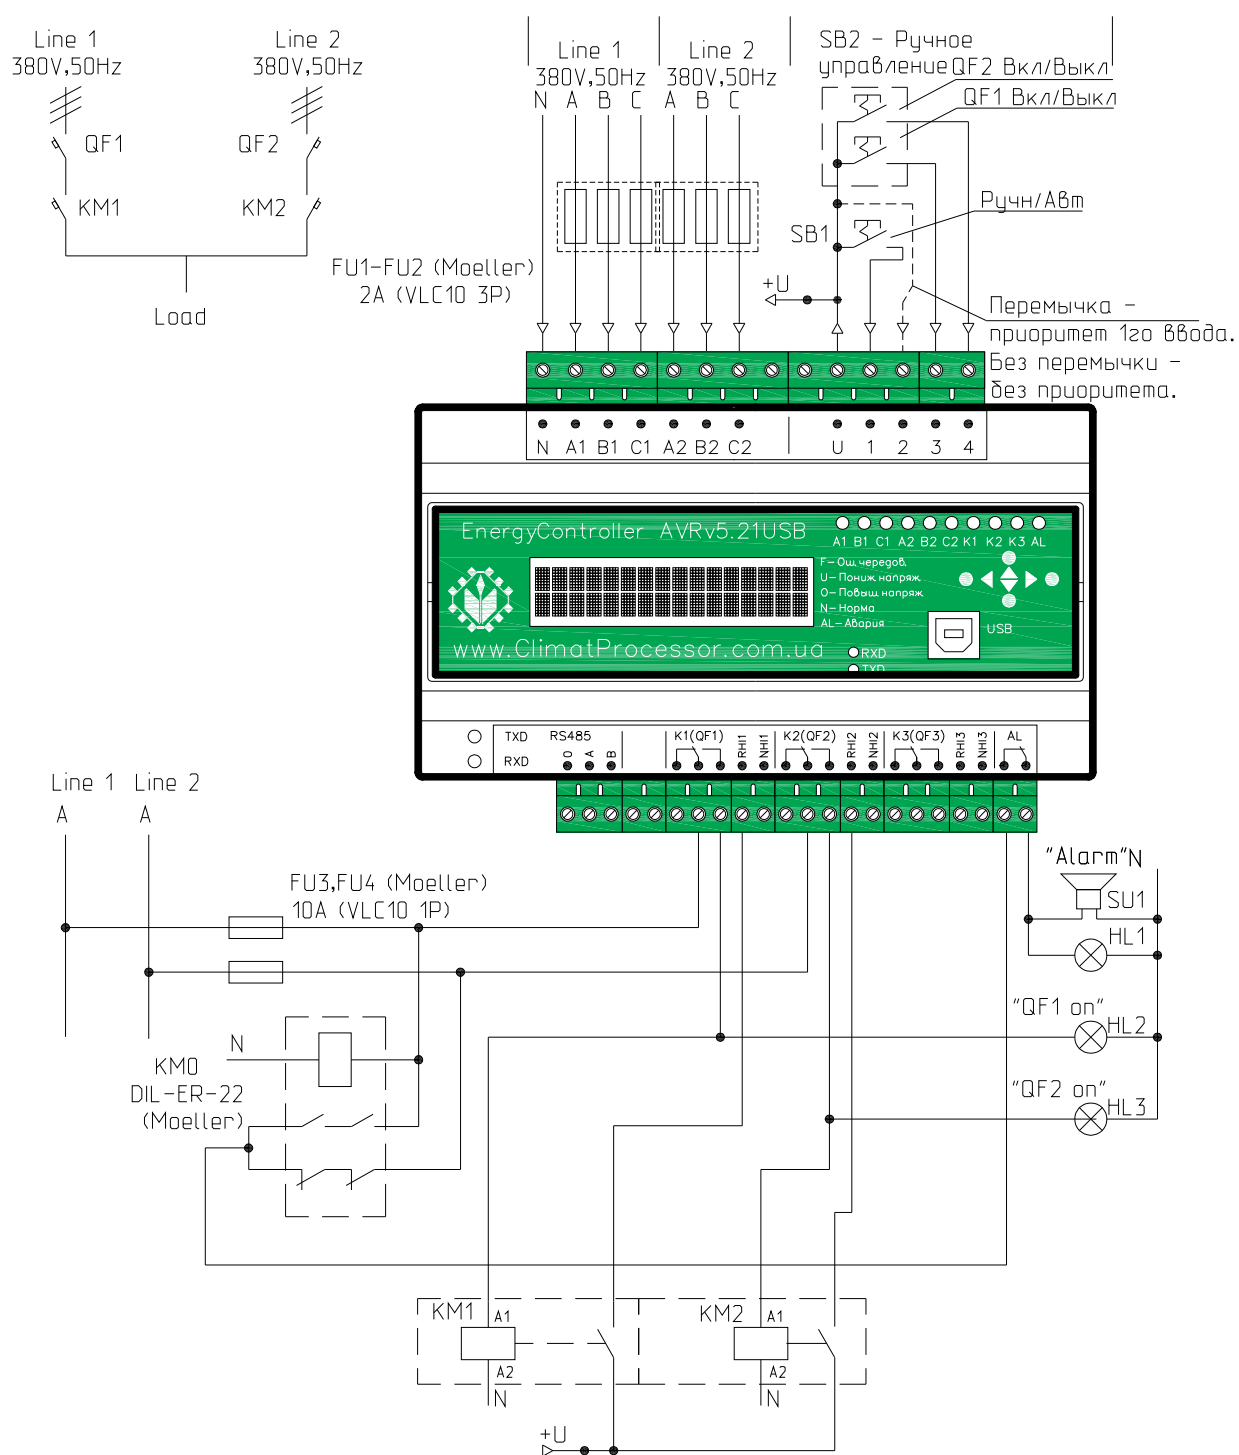 Line 1
380V,50Hz
Line 2
380V,50Hz
QF1
QF2
KM1
KM2
Load
Line 1
380V,50Hz
Line 2
380V,50Hz
N A B C A B C
SB2 - Ручное
управление
QF2 Вкл/Выкл
QF1 Вкл/Выкл
Ручн/Авт
SB1
FU1-FU2 (Moeller)
2A (VLC10 3P)
+U
Перемычка -
приоритет 1го ввода.
Без перемычки -
без приоритета.
N A1 B1 C1 A2 B2 C2 U 1 2 3 4
EnergyController AVRv5.21USB
A1 B1 C1 A2 B2 C2 K1 K2 K3 AL
F-Ош. чередов.
U-Пониж напряж
O-Повыш напряж
N-Норма
AL-Авария
USB
www.ClimatProcessor.com.ua
RXD
TXD
TXD RS485 K1(QF1) RHI1 NHI1 K2(QF2) RHI2 NHI2 K3(QF3) RHI3 NHI3 AL
RXD O A B
Line 1 Line 2
A A
FU3,FU4 (Moeller)
10A (VLC10 1P)
"Alarm" N
SU1
HL1
"QF1 on"
HL2
"QF2 on"
HL3
N
KM0
DIL-ER-22
(Moeller)
KM1 A1
A2
N
KM2 A1
A2
N
+U